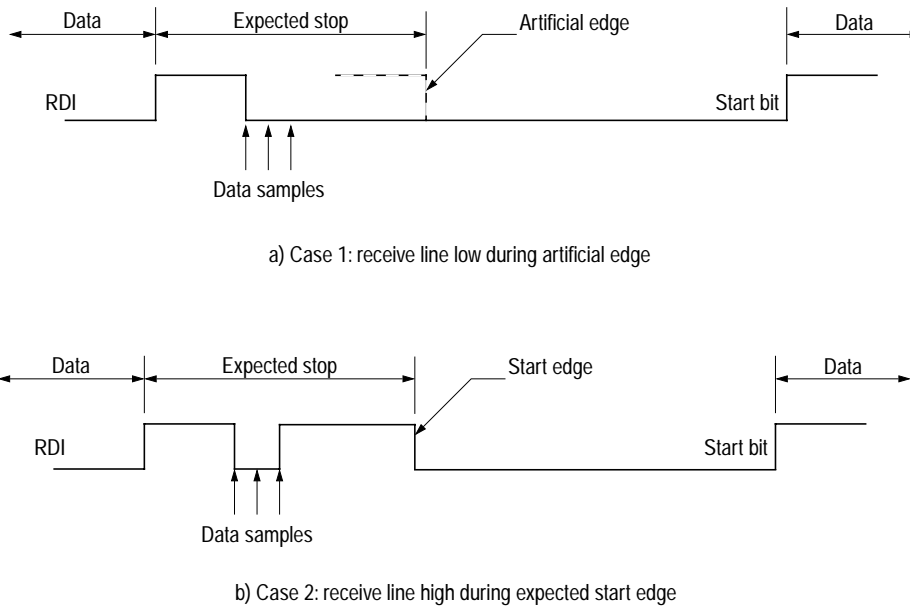 Data
Expected stop
Artificial edge
Data
RDI
Start bit
Data samples
a) Case 1: receive line low during artificial edge
Data
Expected stop
Start edge
Data
RDI
Start bit
Data samples
b) Case 2: receive line high during expected start edge